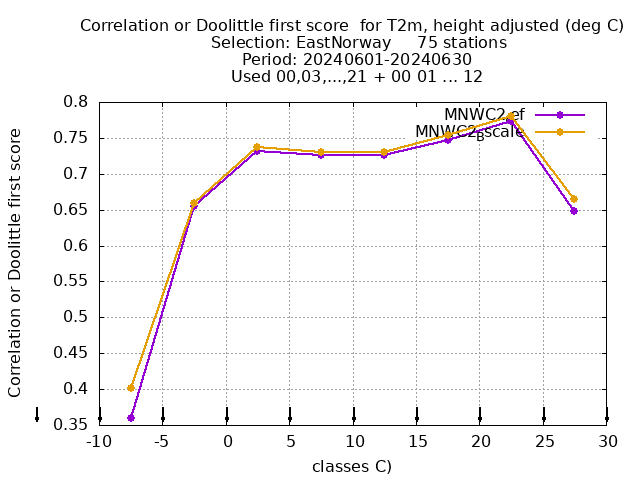 Correlation or Doolittle first score  for T2m, height adjusted (deg C)
Selection: EastNorway     75 stations
Period: 20240601-20240630
Used 00,03,...,21 + 00 01 ... 12
Correlation or Doolittle first score
0.8
0.75
0.7
0.65
0.6
0.55
0.5
0.45
0.4
0.35
-10 -5 0 5 10 15 20 25 30
classes C)